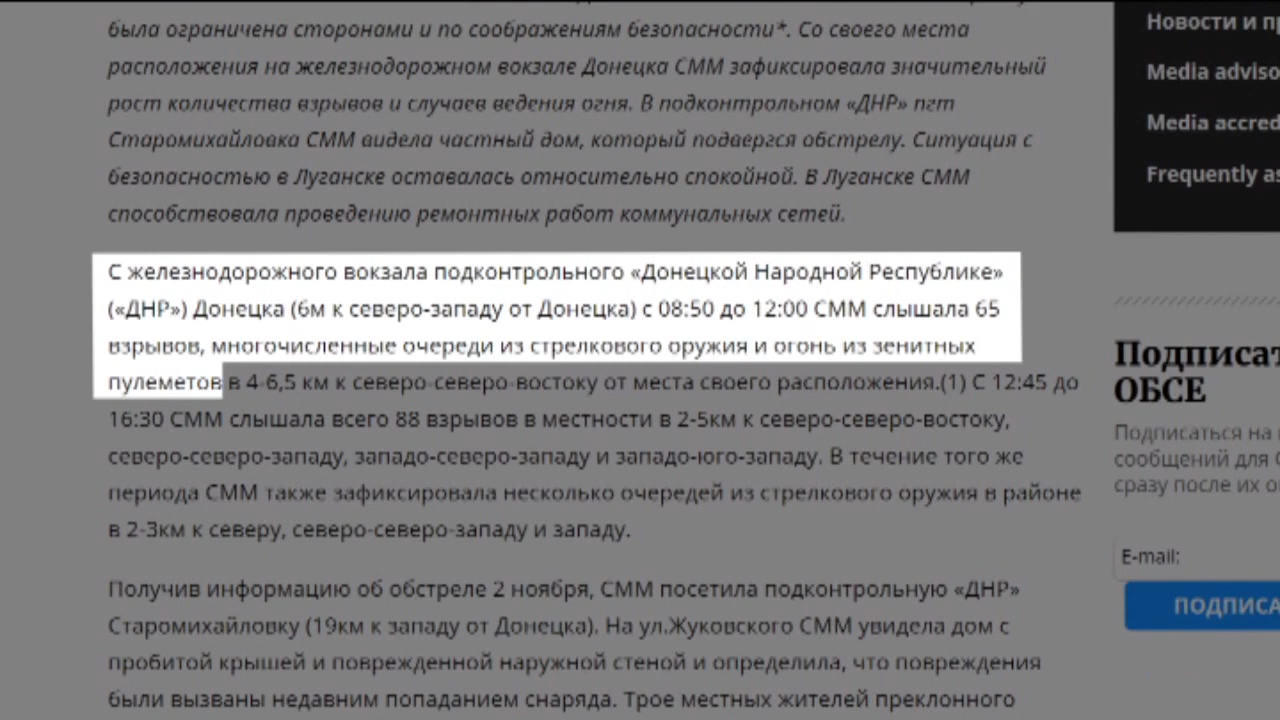 была ограничена сторонами и по соображениям безопасности*. Со своего места
расположения на железнодорожном вокзале Донецка СММ зафиксировала значительный
рост количества взрывов и случаев ведения огня. В подконтрольном «ДНР» пгт
Старомихайловка СММ видела частный дом, который подвергся обстрелу. Ситуация с
безопасностью в Луганске оставалась относительно спокойной. В Луганске СММ
способствовала проведению ремонтных работ коммунальных сетей.
С железнодорожного вокзала подконтрольного «Донецкой Народной Республике»
(«ДНР») Донецка (6м к северо-западу от Донецка) с 08:50 до 12:00 СММ слышала 65
взрывов, многочисленные очереди из стрелкового оружия и огонь из зенитных
пулеметов в 4-6,5 км к северо-северо-востоку от места своего расположения.(1) С 12:45 до
16:30 СММ слышала всего 88 взрывов в местности в 2-5км к северо-северо-востоку,
северо-северо-западу, западо-северо-западу и западо-юго-западу. В течение того же
периода СММ также зафиксировала несколько очередей из стрелкового оружия в районе
в 2-3км к северу, северо-северо-западу и западу.
Получив информацию об обстреле 2 ноября, СММ посетила подконтрольную «ДНР»
Старомихайловку (19км к западу от Донецка). На ул.Жуковского СММ увидела дом с
пробитой крышей и поврежденной наружной стеной и определила, что повреждения
были вызваны недавним попаданием снаряда. Трое местных жителей преклонного
Новости и п
Media adviso
Media accred
Frequently as
Подписат
ОБСЕ
Подписаться на
сообщений для
сразу после их о
E-mail:
ПОДПИСА